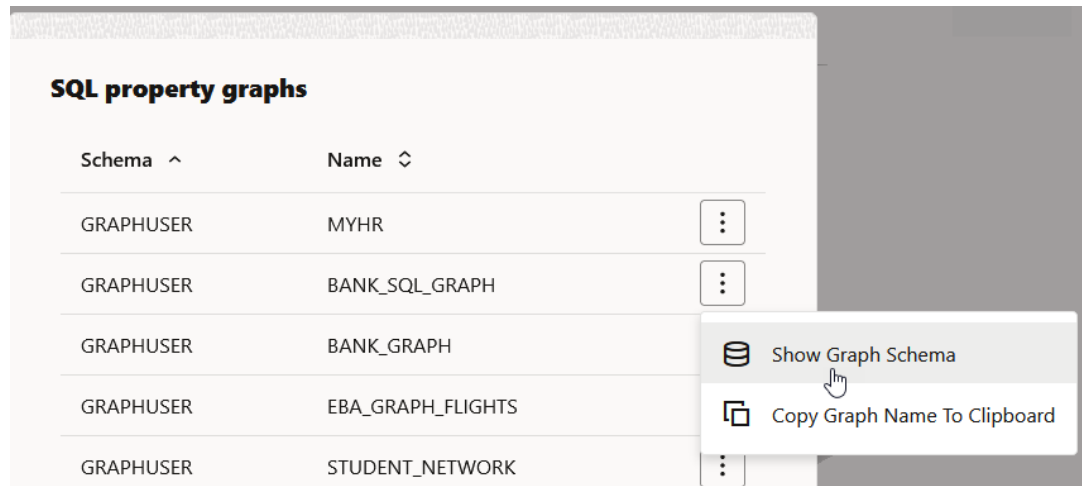 SQL property graphs
Schema Name
GRAPHUSER MYHR
GRAPHUSER BANK_SQL_GRAPH
GRAPHUSER BANK_GRAPH
Show Graph Schema
GRAPHUSER EBA_GRAPH_FLIGHTS
Copy Graph Name To Clipboard
GRAPHUSER STUDENT_NETWORK